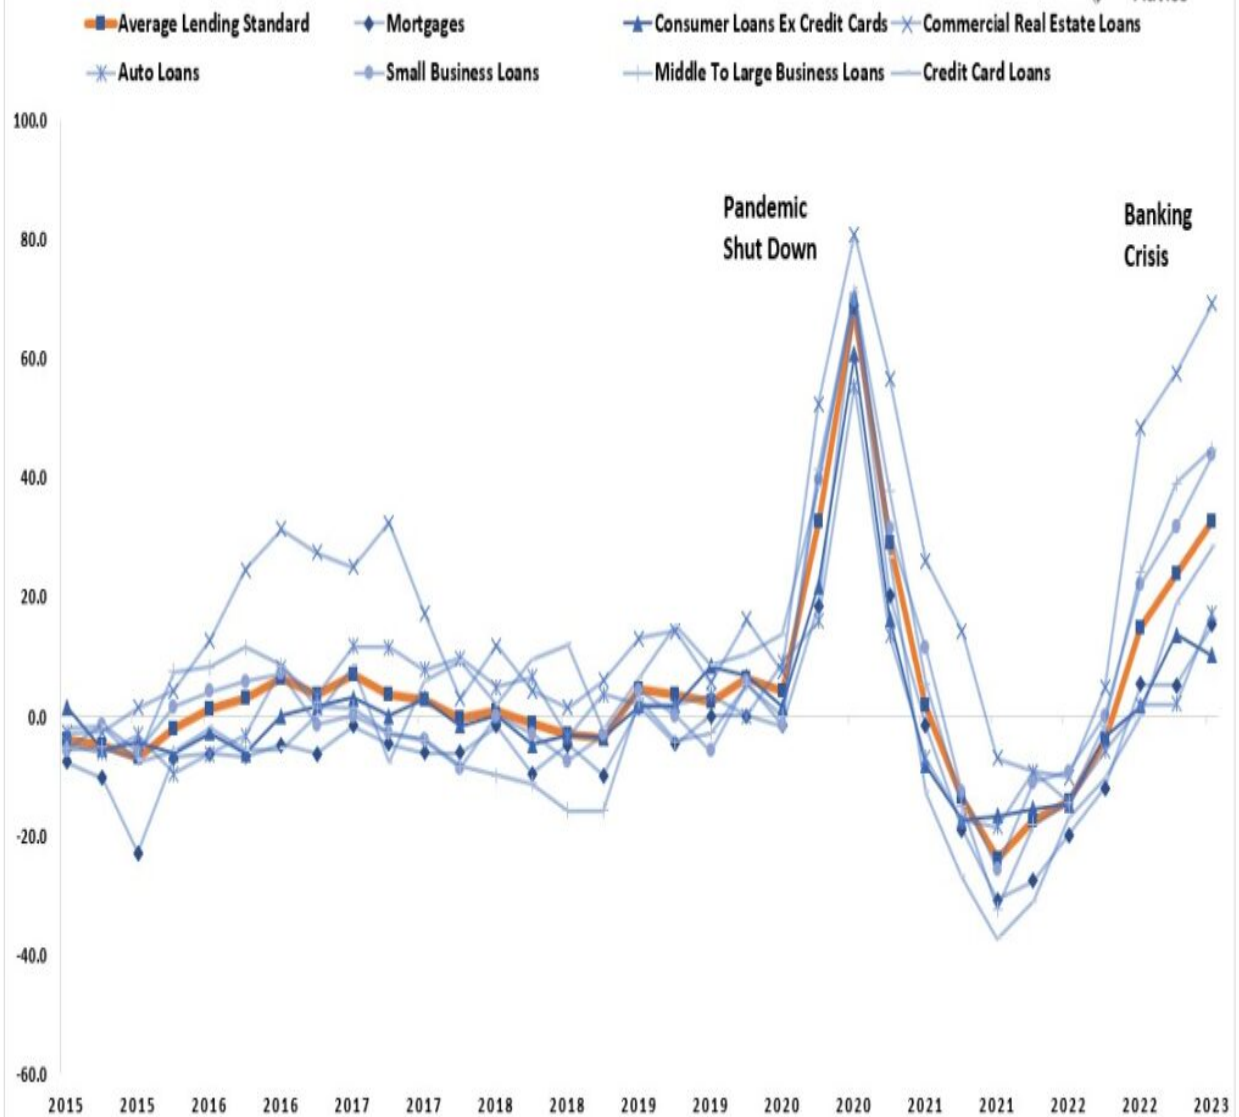 Average Lending Standard Mortgages Consumer Loans Ex Credit Cards Commercial Real Estate Loans
Auto Loans Small Business Loans Middle To Large Business Loans Credit Card Loans
100.0
Pandemic
Shut Down
Banking
Crisis
80.0
60.0
40.0
20.0
0.0
-20.0
-40.0
-60.0
2015 2015 2016 2016 2017 2017 2018 2018 2019 2019 2020 2020 2021 2021 2022 2022 2023